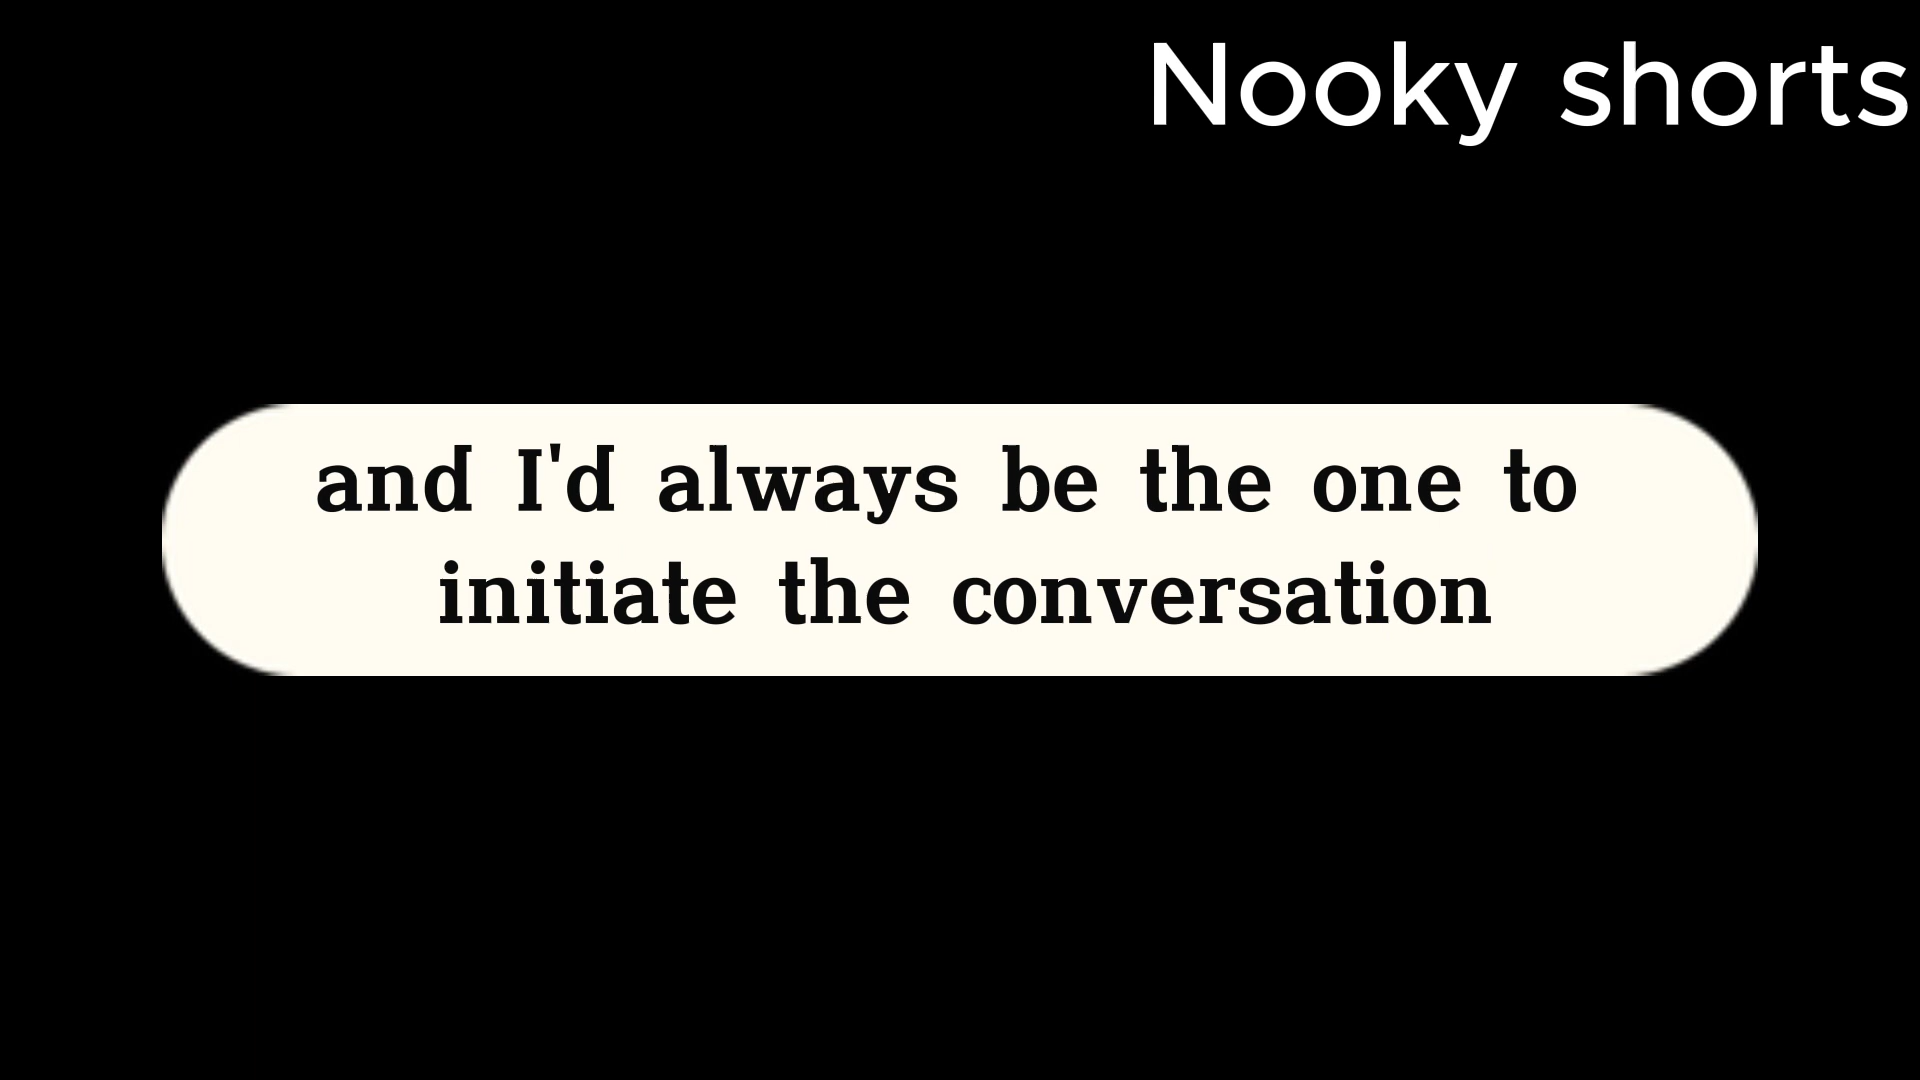 Nooky shorts
and I'd always be the one to
initiate the conversation